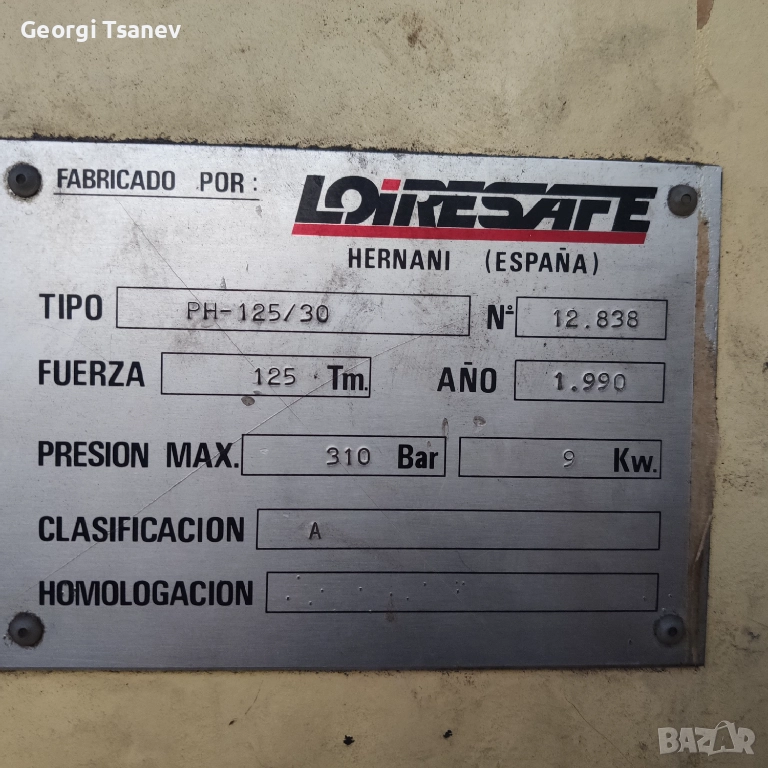 Georgi Tsanev
FABRICADO POR: LOIRESAFE
HERNANI (ESPAÑA)
TIPO PH-125/30 Nº 12.838
FUERZA 125 Tm. AÑO 1.990
PRESION MAX. 310 Bar 9 Kw.
CLASIFICACION A
HOMOLOGACION
BAZAR